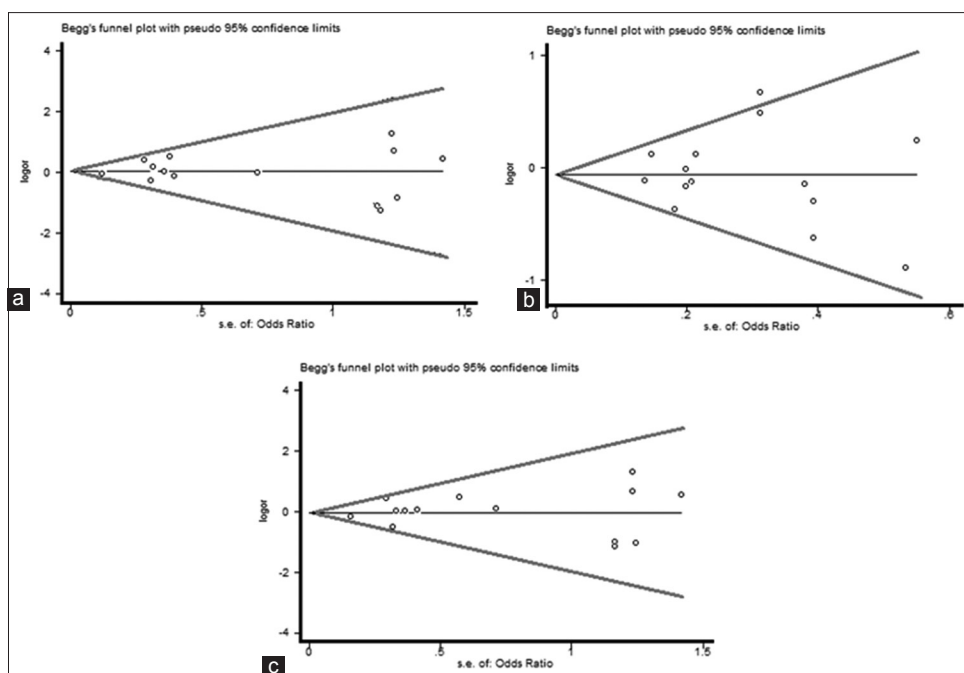 Begg's funnel plot with pseudo 95% confidence limits
4
2
0
-2
-4
logor
0
.5
1
1.5
s.e. of: Odds Ratio
a
Begg's funnel plot with pseudo 95% confidence limits
1
0
-1
logor
0
.2
.4
.6
s.e. of: Odds Ratio
b
Begg's funnel plot with pseudo 95% confidence limits
4
2
0
-2
-4
logor
0
.5
1
1.5
s.e. of: Odds Ratio
c